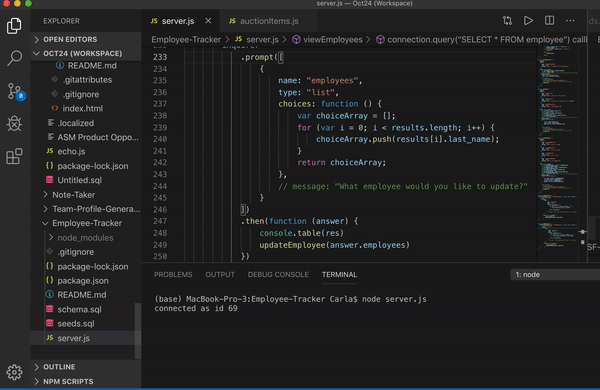 server.js — Oct24 (Workspace)
EXPLORER
OPEN EDITORS
OCT24 (WORKSPACE)
README.md
.gitattributes
.gitignore
index.html
.localized
ASM Product Oppo...
echo.js
package-lock.json
Untitled.sql
Note-Taker
Team-Profile-Genera...
Employee-Tracker
node_modules
.gitignore
package-lock.json
package.json
README.md
schema.sql
seeds.sql
server.js
OUTLINE
NPM SCRIPTS
server.js
auctionItems.js
Employee-Tracker > server.js > viewEmployees > connection.query("SELECT * FROM employee") callb
233 .prompt([
234 {
235 name: "employees",
236 type: "list",
237 choices: function () {
238 var choiceArray = [];
239 for (var i = 0; i < results.length; i++) {
240 choiceArray.push(results[i].last_name);
241 }
242 return choiceArray;
243 },
244 // message: "What employee would you like to update?"
245 }
246 ])
247 .then(function (answer) {
248 console.table(res)
249 updateEmployee(answer.employees)
250 })
PROBLEMS OUTPUT DEBUG CONSOLE TERMINAL 1: node
(base) MacBook-Pro-3:Employee-Tracker Carla$ node server.js
connected as id 69